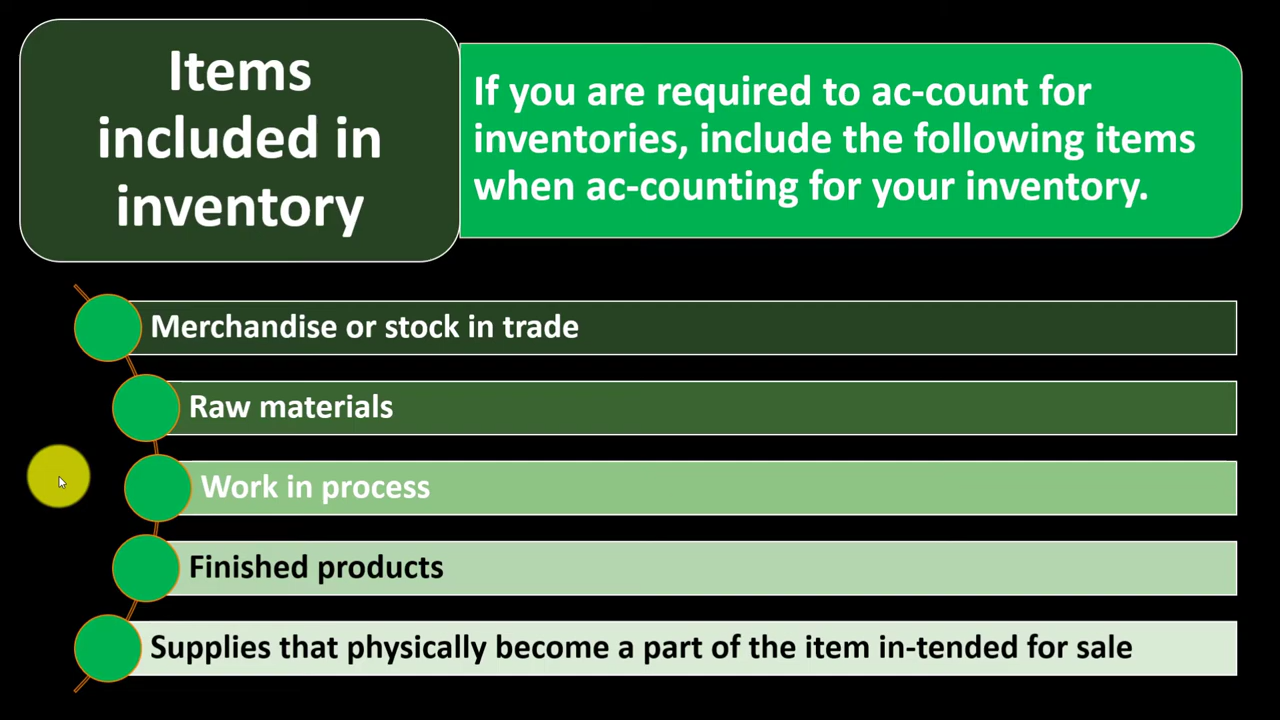 Items
included in
inventory
If you are required to ac-count for
inventories, include the following items
when ac-counting for your inventory.
Merchandise or stock in trade
Raw materials
Work in process
Finished products
Supplies that physically become a part of the item in-tended for sale